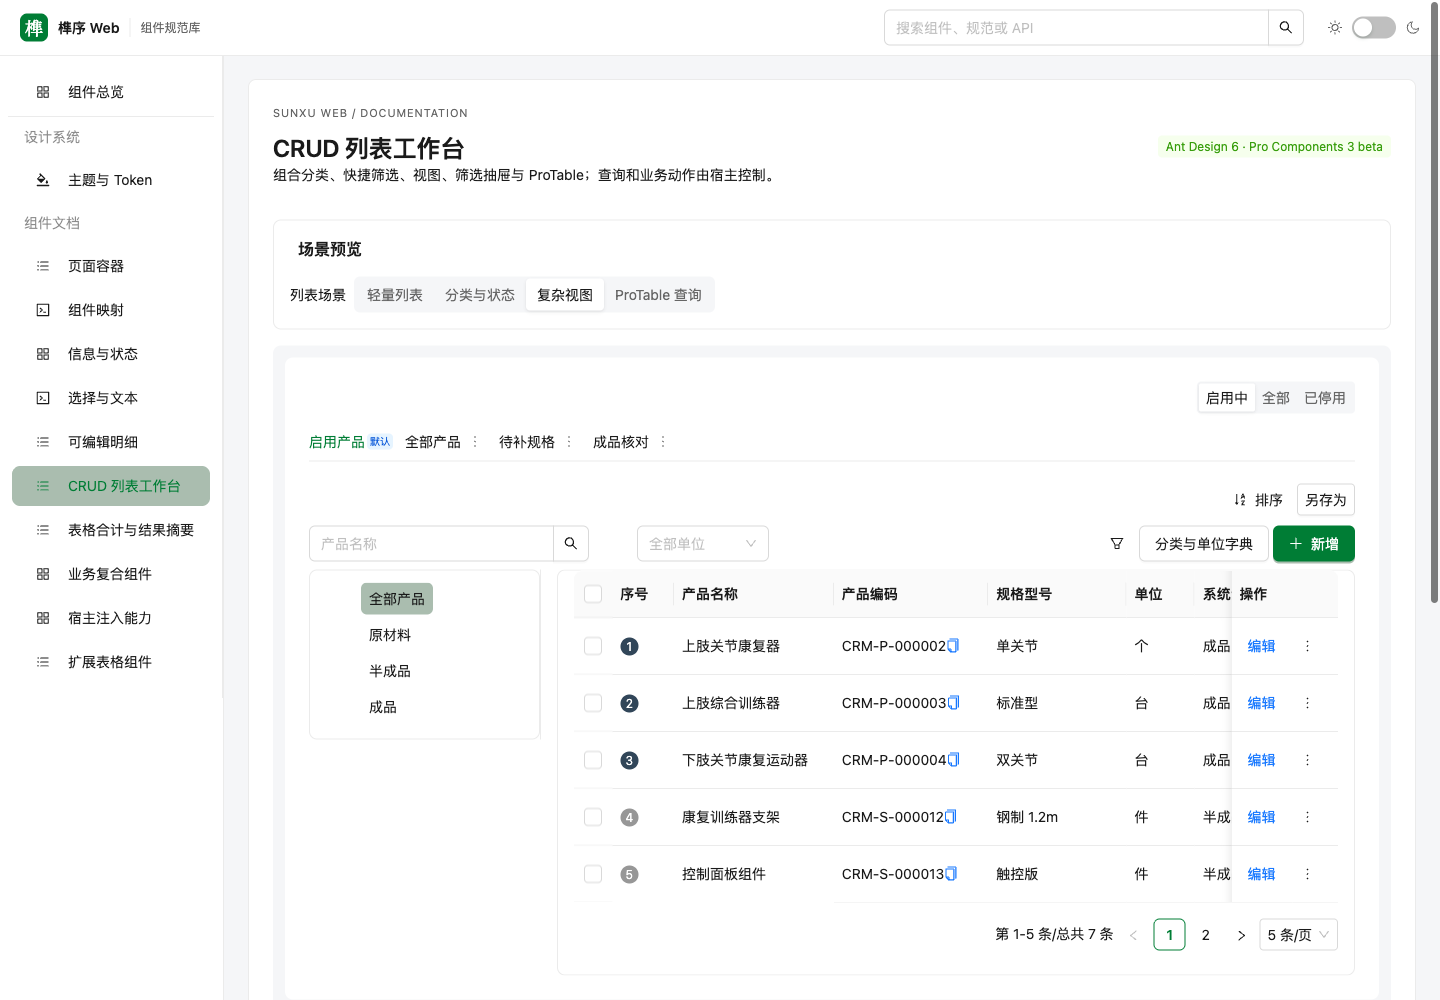 榫 榫序 Web 组件规范库
搜索组件、规范或 API
组件总览
设计系统
主题与 Token
组件文档
页面容器
组件映射
信息与状态
选择与文本
可编辑明细
CRUD 列表工作台
表格合计与结果摘要
业务复合组件
宿主注入能力
扩展表格组件
SUNXU WEB / DOCUMENTATION
CRUD 列表工作台
Ant Design 6 · Pro Components 3 beta
组合分类、快捷筛选、视图、筛选抽屉与 ProTable；查询和业务动作由宿主控制。
场景预览
列表场景 轻量列表 分类与状态 复杂视图 ProTable 查询
启用中 全部 已停用
启用产品 默认 全部产品 待补规格 成品核对
排序 另存为
产品名称 全部单位 分类与单位字典 新增
全部产品
原材料
半成品
成品
序号 产品名称 产品编码 规格型号 单位 系统 操作
1 上肢关节康复器 CRM-P-000002 单关节 个 成品 编辑
2 上肢综合训练器 CRM-P-000003 标准型 台 成品 编辑
3 下肢关节康复运动器 CRM-P-000004 双关节 台 成品 编辑
4 康复训练器支架 CRM-S-000012 钢制 1.2m 件 半成 编辑
5 控制面板组件 CRM-S-000013 触控版 件 半成 编辑
第 1-5 条/总共 7 条 < 1 2 > 5 条/页